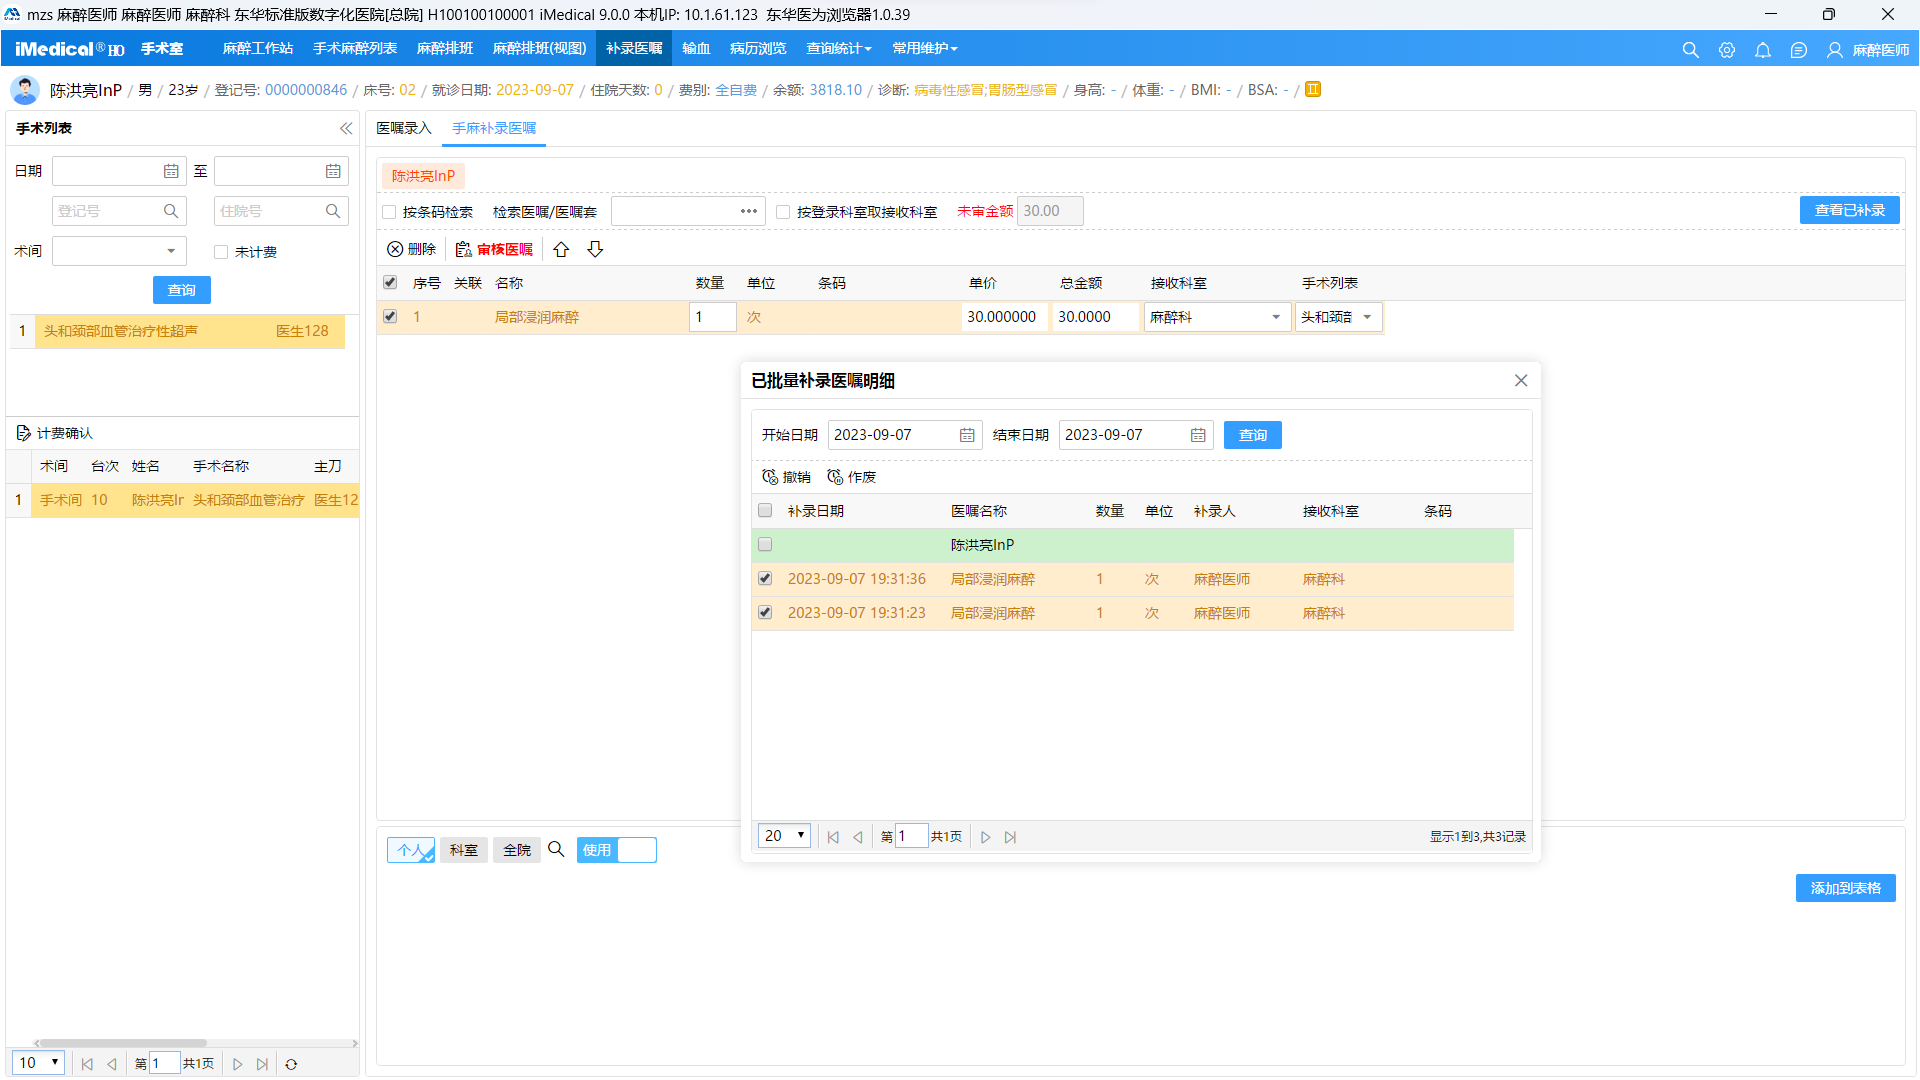 mzs 麻醉医师 麻醉医师 麻醉科 东华标准版数字化医院[总院] H100100100001 iMedical 9.0.0 本机IP: 10.1.61.123 东华医为浏览器1.0.39
iMedical® HO 手术室 麻醉工作站 手术麻醉列表 麻醉排班 麻醉排班(视图) 补录医嘱 输血 病历浏览 查询统计 常用维护 麻醉医师
陈洪亮InP / 男 / 23岁 / 登记号: 0000000846 / 床号: 02 / 就诊日期: 2023-09-07 / 住院天数: 0 / 费别: 全自费 / 余额: 3818.10 / 诊断: 病毒性感冒;胃肠型感冒 / 身高: - / 体重: - / BMI: - / BSA: - / II
手术列表
日期 至
登记号 住院号
术间 未计费
查询
1 头和颈部血管治疗性超声 医生128
计费确认
术间 台次 姓名 手术名称 主刀
1 手术间 10 陈洪亮Ir 头和颈部血管治疗 医生12
10 第 1 共1页
医嘱录入 手麻补录医嘱
陈洪亮InP
按条码检索 检索医嘱/医嘱套 ••• 按登录科室取接收科室 未审金额 30.00 查看已补录
删除 审核医嘱
序号 关联 名称 数量 单位 条码 单价 总金额 接收科室 手术列表
1 局部浸润麻醉 1 次 30.000000 30.0000 麻醉科 头和颈部
已批量补录医嘱明细
开始日期 2023-09-07 结束日期 2023-09-07 查询
撤销 作废
补录日期 医嘱名称 数量 单位 补录人 接收科室 条码
陈洪亮InP
2023-09-07 19:31:36 局部浸润麻醉 1 次 麻醉医师 麻醉科
2023-09-07 19:31:23 局部浸润麻醉 1 次 麻醉医师 麻醉科
20 第 1 共1页 显示1到3,共3记录
个人 科室 全院 使用
添加到表格